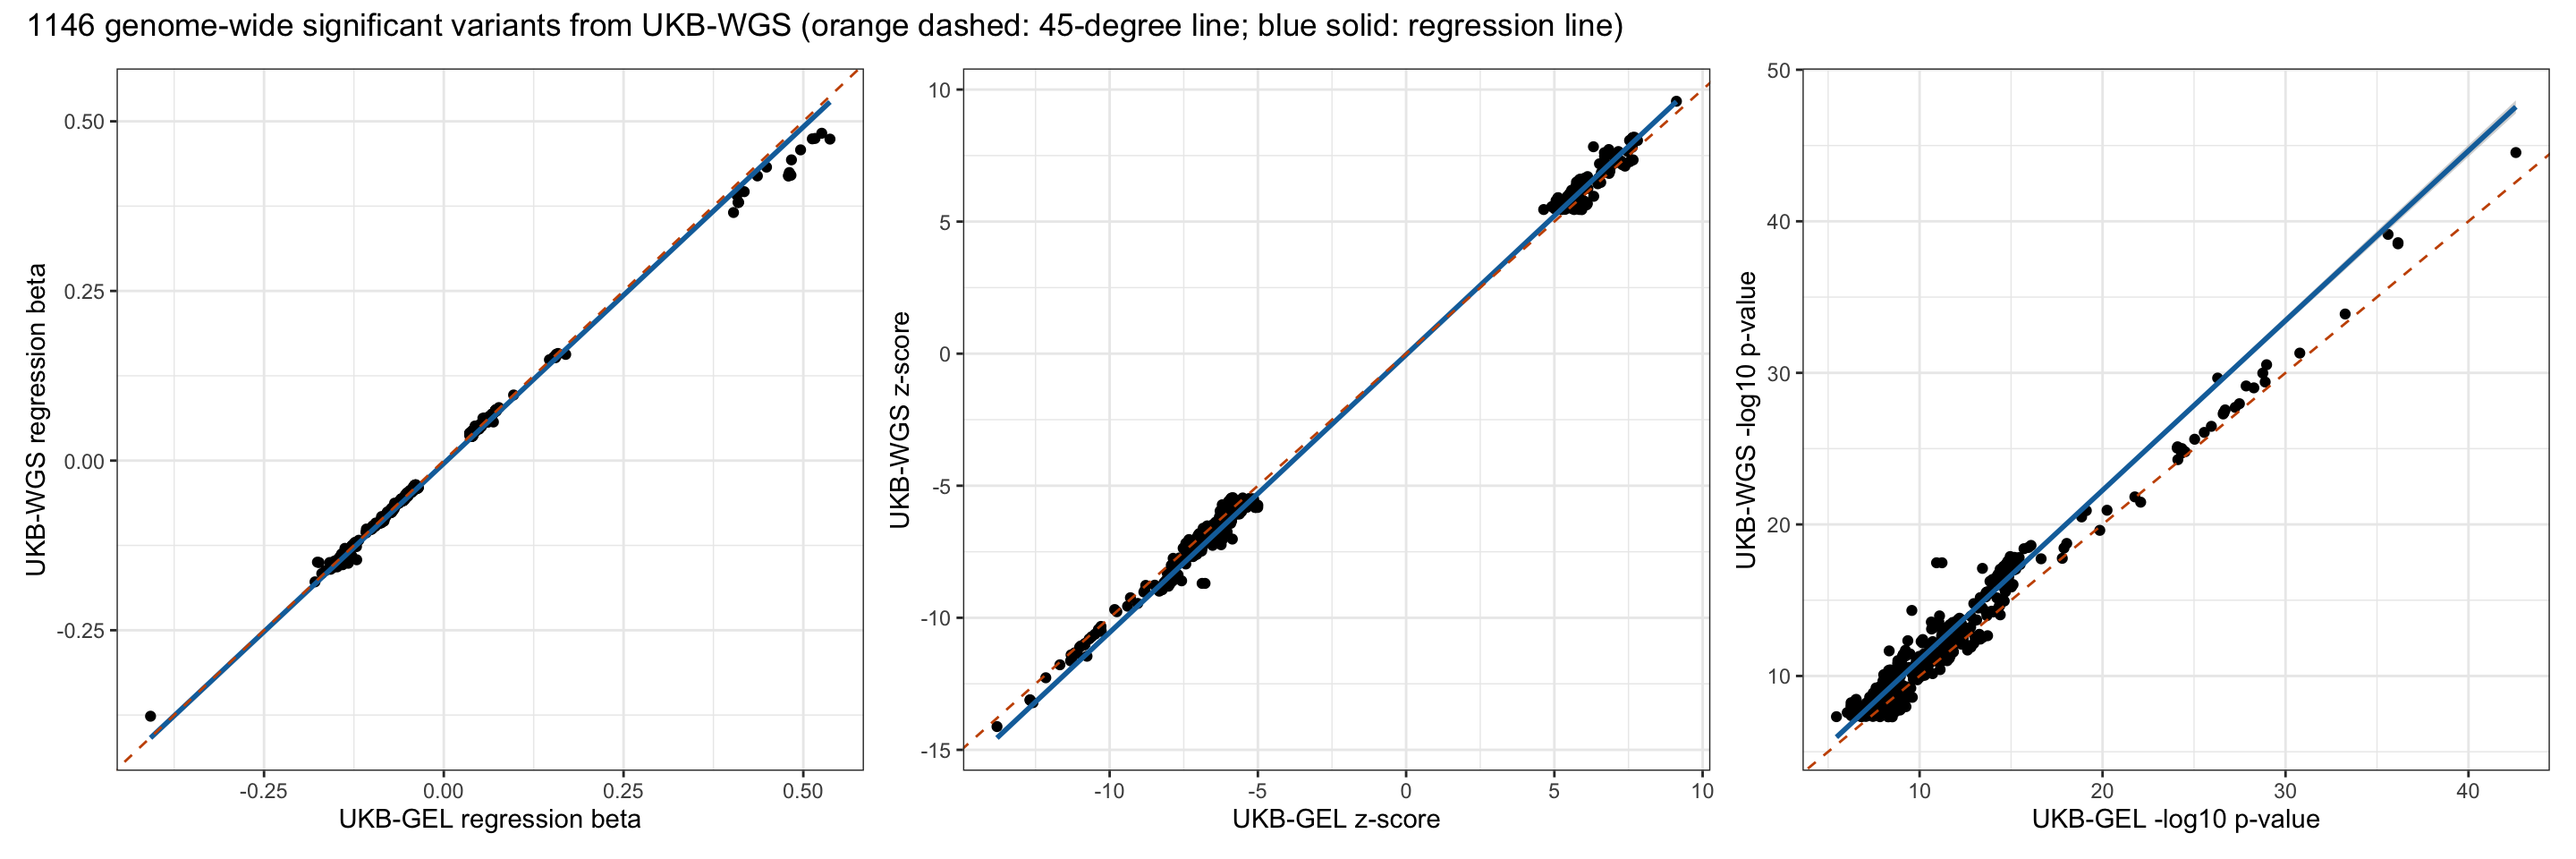 1146 genome-wide significant variants from UKB-WGS (orange dashed: 45-degree line; blue solid: regression line)
UKB-WGS regression beta
0.50
0.25
0.00
-0.25
-0.25 0.00 0.25 0.50
UKB-GEL regression beta
UKB-WGS z-score
10
5
0
-5
-10
-15
-10 -5 0 5 10
UKB-GEL z-score
UKB-WGS -log10 p-value
50
40
30
20
10
10 20 30 40
UKB-GEL -log10 p-value